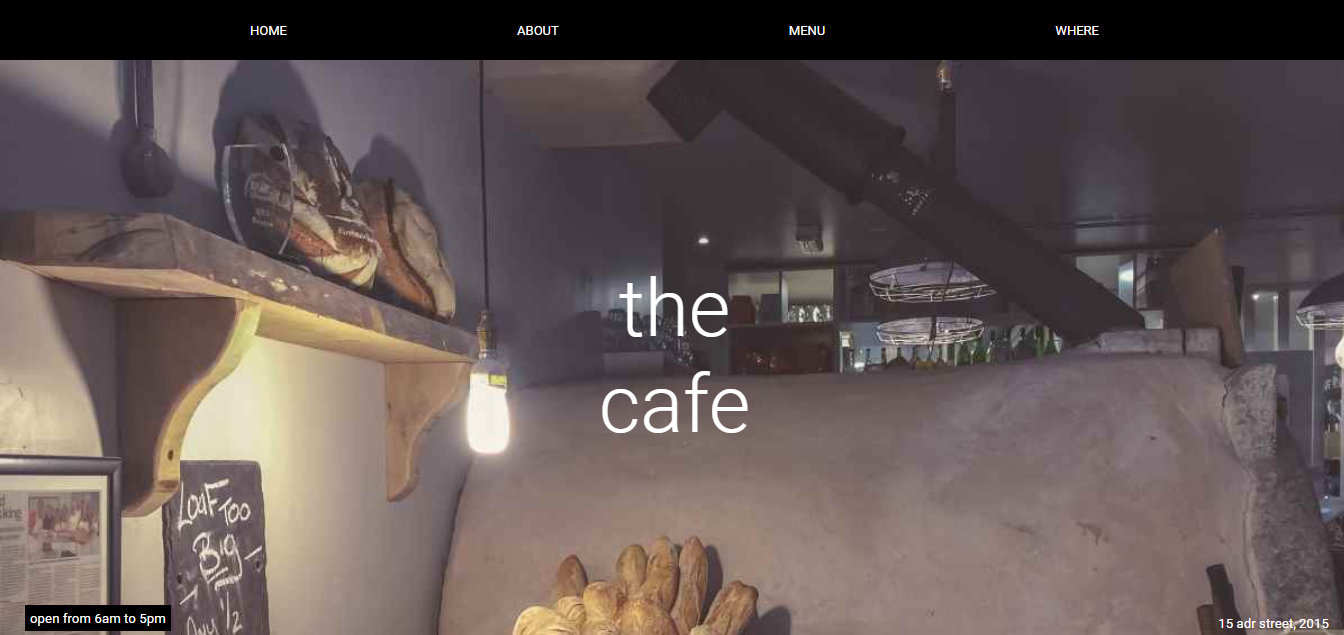 HOME
ABOUT
MENU
WHERE
the
cafe
LOAF TOO
BIG
open from 6am to 5pm
15 adr street, 2015